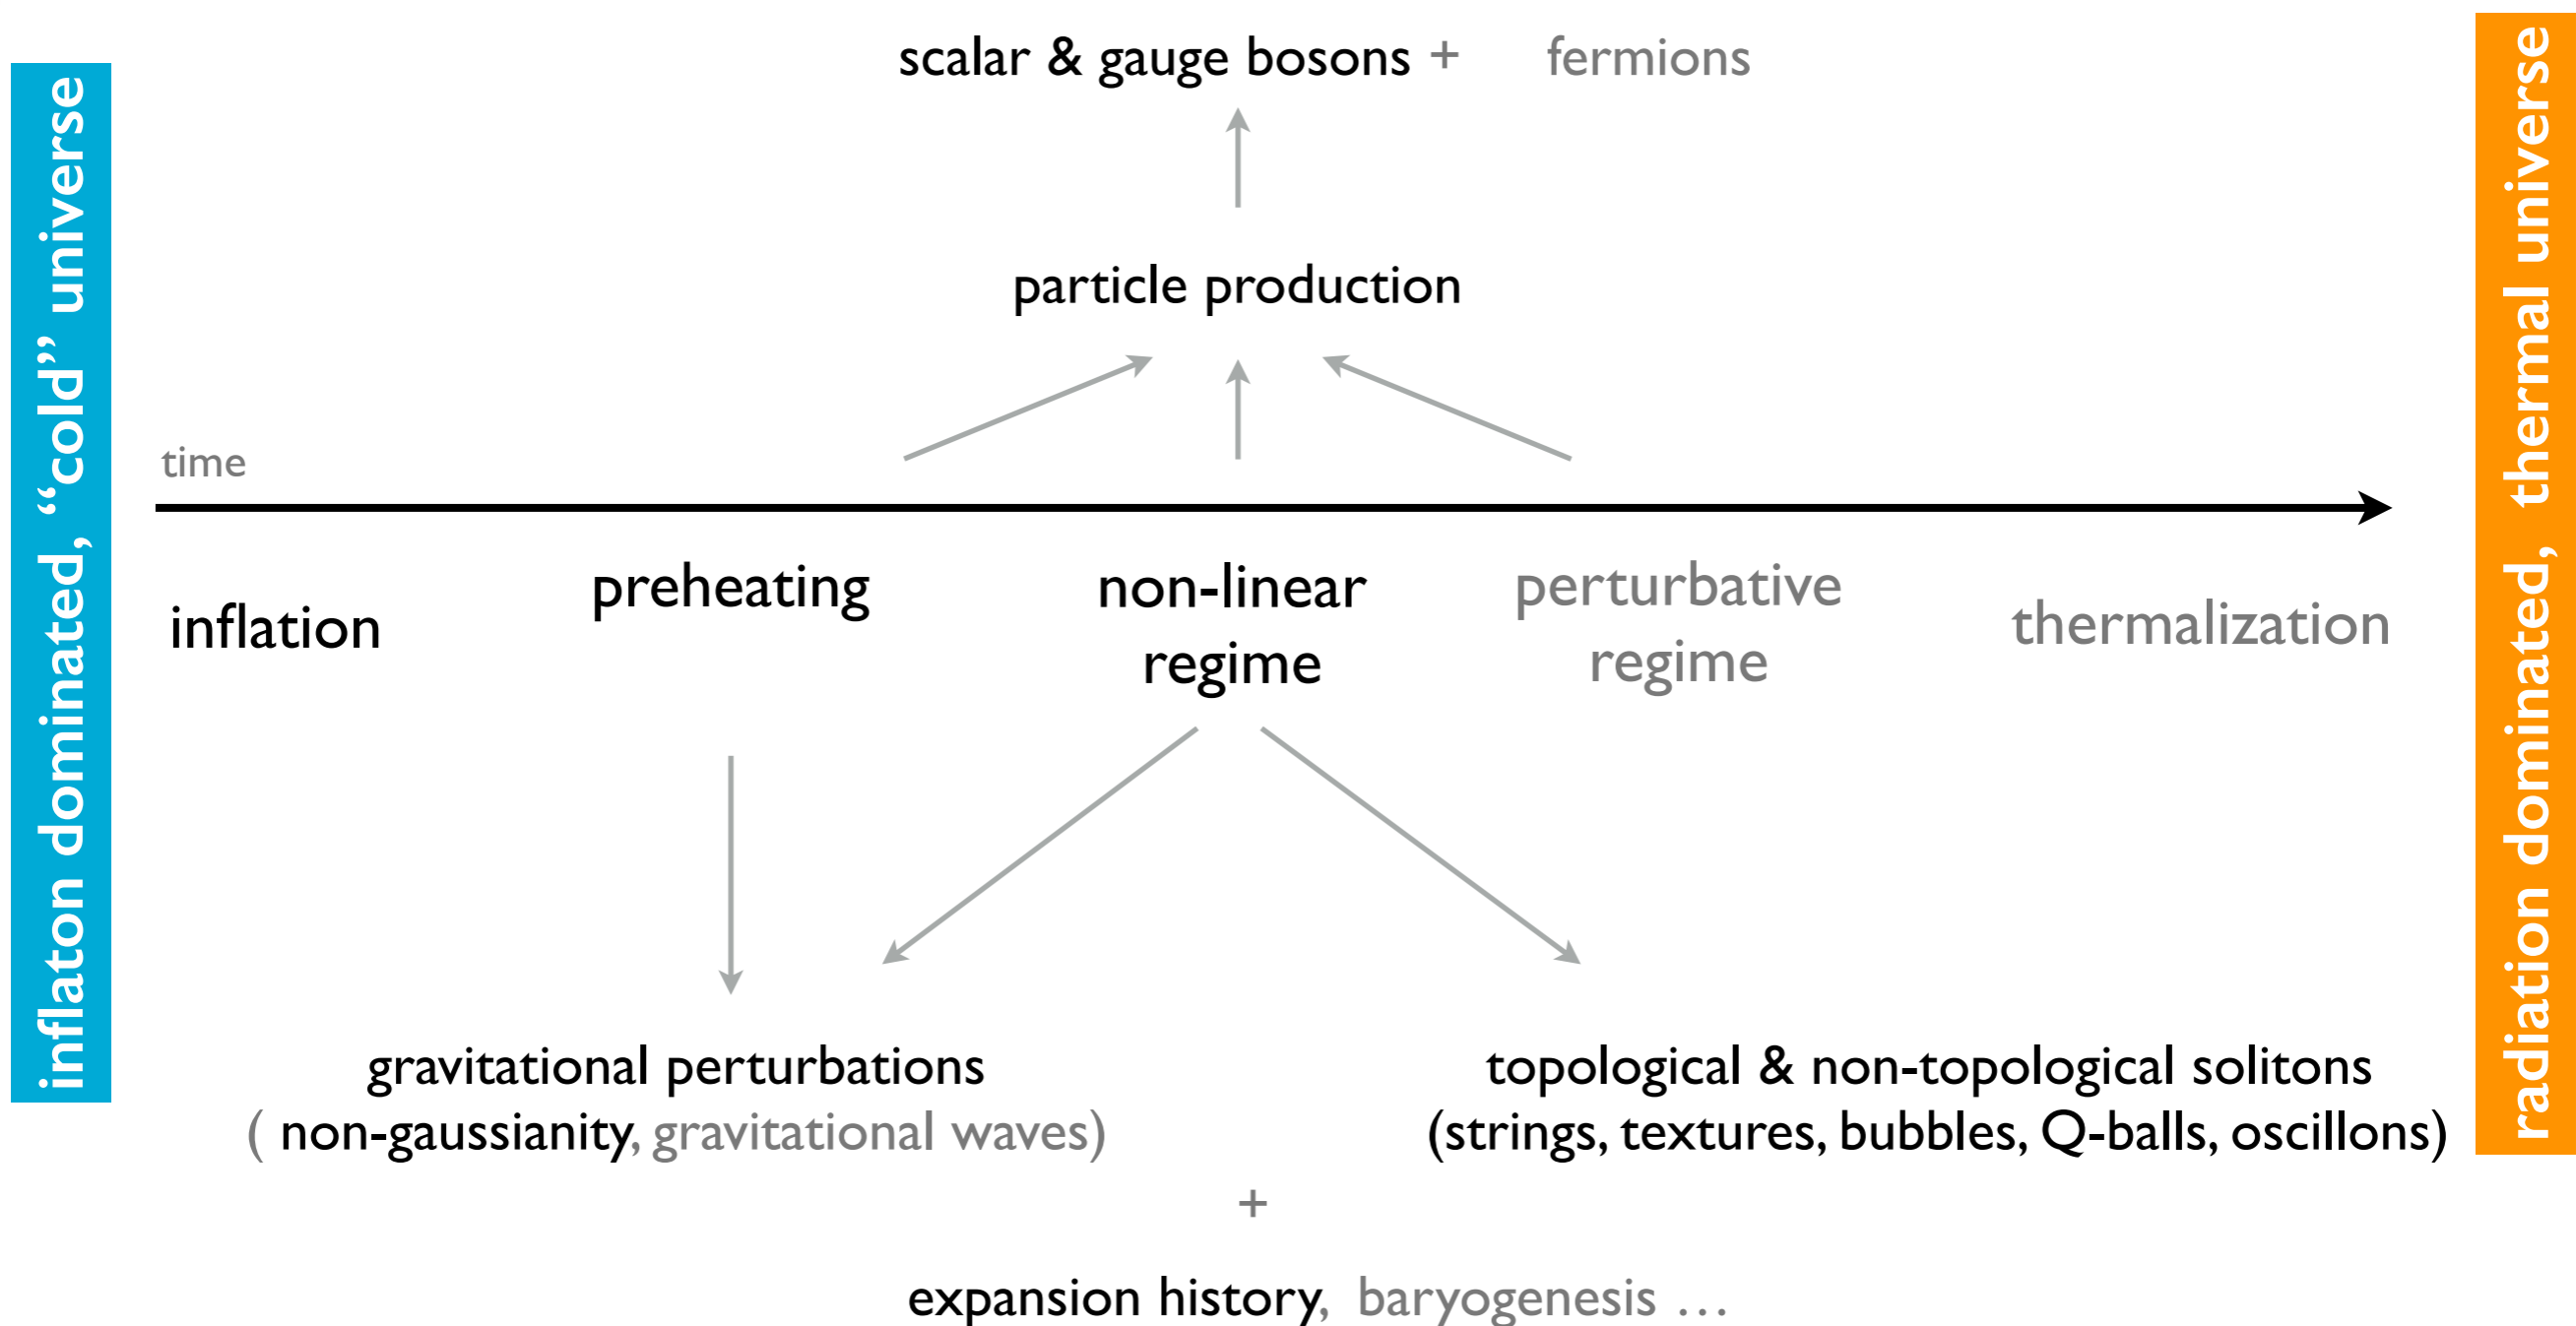 inflaton dominated, “cold” universe
scalar & gauge bosons + fermions
particle production
time
inflation
preheating
non-linear
regime
perturbative
regime
thermalization
gravitational perturbations
( non-gaussianity, gravitational waves)
topological & non-topological solitons
(strings, textures, bubbles, Q-balls, oscillons)
+
expansion history, baryogenesis …
radiation dominated, thermal universe